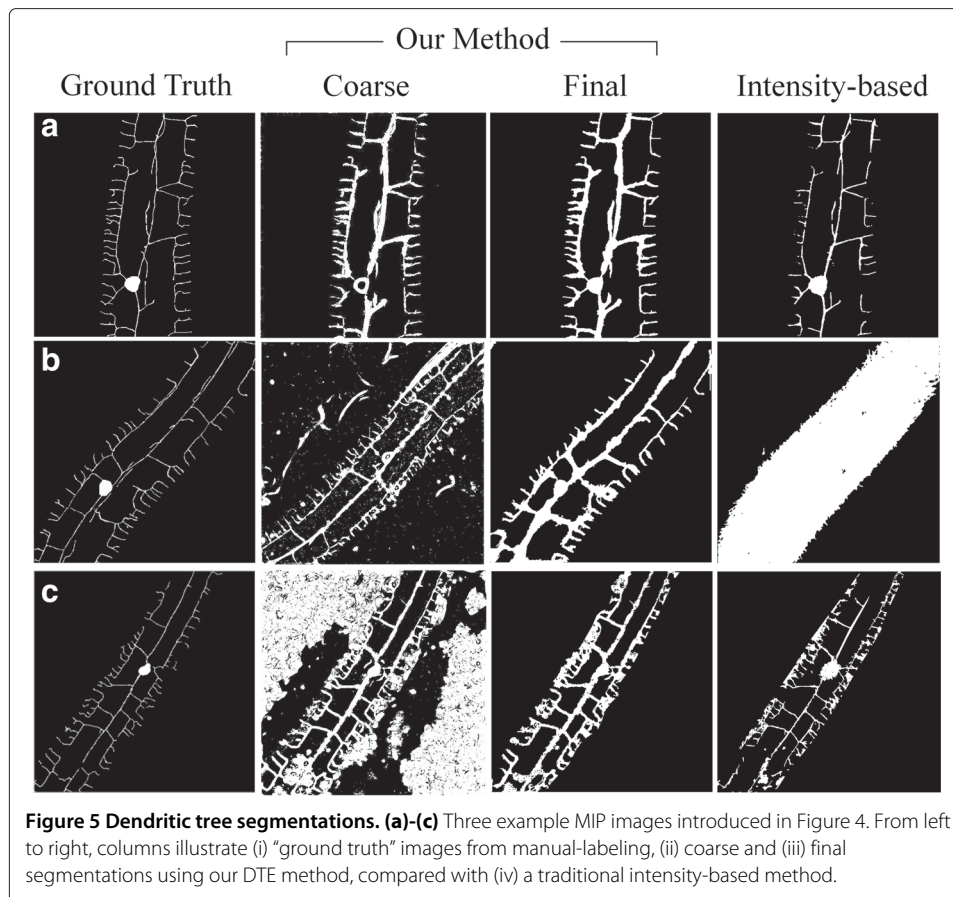 Our Method
Ground Truth Coarse Final Intensity-based
a
b
c
Figure 5 Dendritic tree segmentations. (a)-(c) Three example MIP images introduced in Figure 4. From left
to right, columns illustrate (i) “ground truth” images from manual-labeling, (ii) coarse and (iii) final
segmentations using our DTE method, compared with (iv) a traditional intensity-based method.